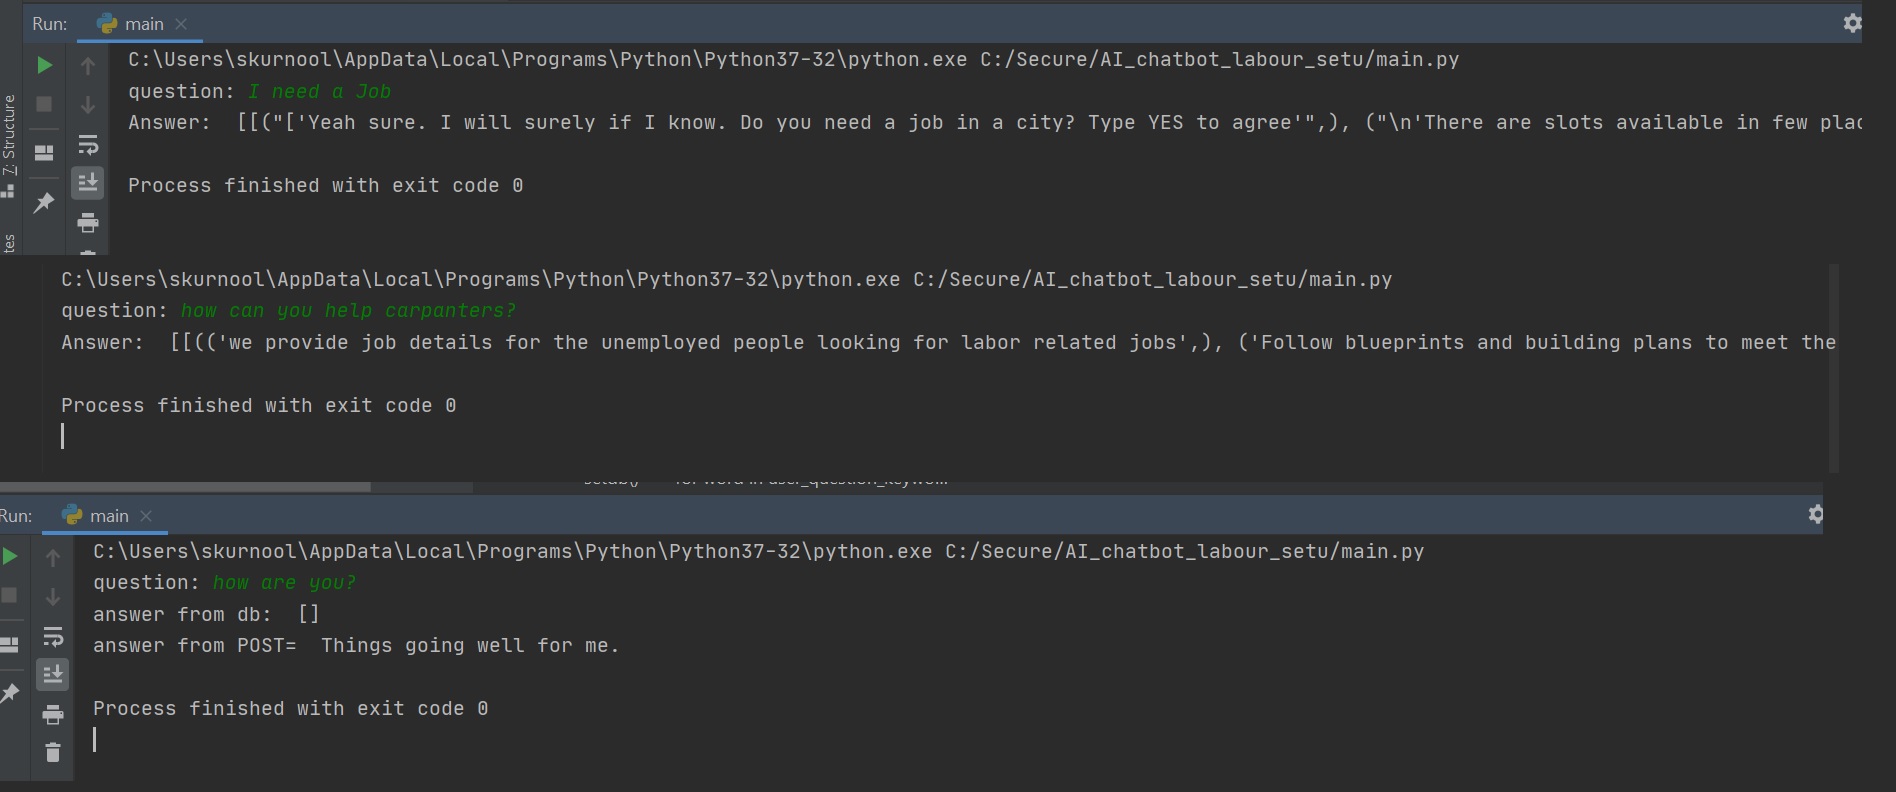 Run: main
C:\Users\skurnool\AppData\Local\Programs\Python\Python37-32\python.exe C:/Secure/AI_chatbot_labour_setu/main.py
question: I need a Job
Answer:  [[("['Yeah sure. I will surely if I know. Do you need a job in a city? Type YES to agree'",), ("\n'There are slots available in few plac
Process finished with exit code 0
7: Structure
tes
C:\Users\skurnool\AppData\Local\Programs\Python\Python37-32\python.exe C:/Secure/AI_chatbot_labour_setu/main.py
question: how can you help carpanters?
Answer:  [[(('we provide job details for the unemployed people looking for labor related jobs',), ('Follow blueprints and building plans to meet the
Process finished with exit code 0
setup() for word in user_question_keywo...
Run: main
C:\Users\skurnool\AppData\Local\Programs\Python\Python37-32\python.exe C:/Secure/AI_chatbot_labour_setu/main.py
question: how are you?
answer from db:  []
answer from POST=  Things going well for me.
Process finished with exit code 0